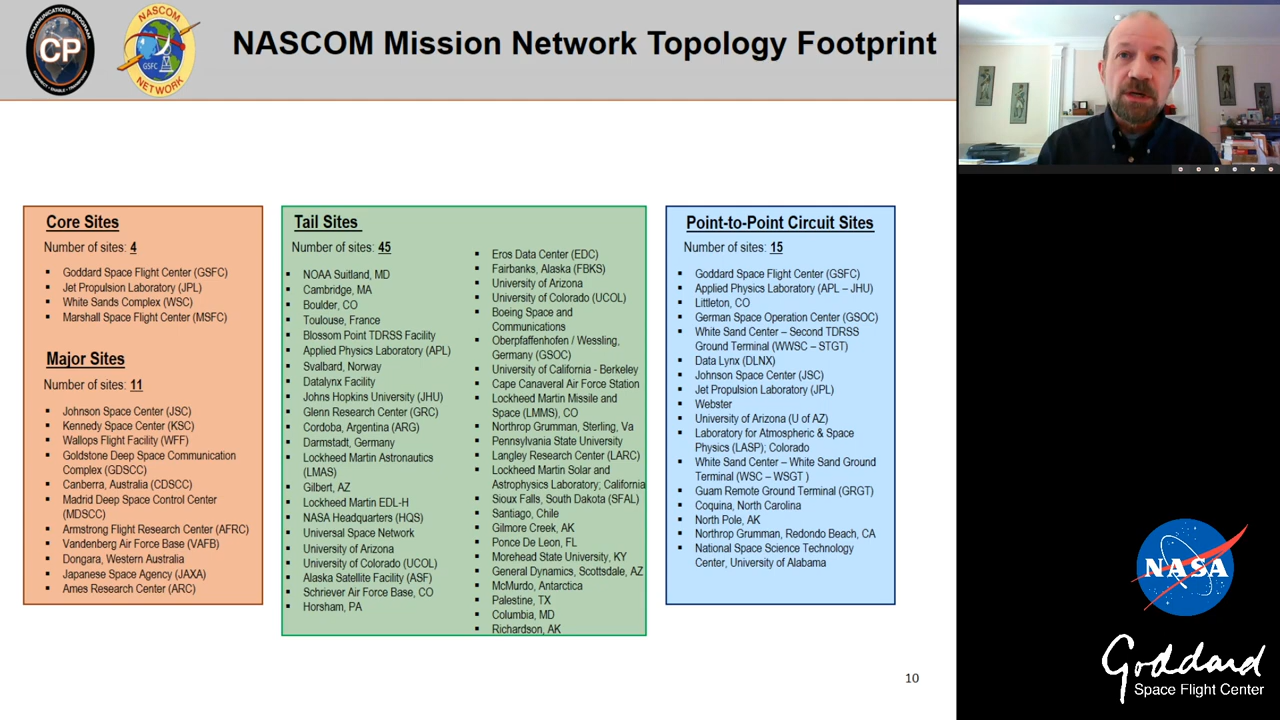 COMMUNICATIONS PROGRAM
CP
NASCOM
GSFC
NETWORK
NASCOM Mission Network Topology Footprint
Core Sites
Number of sites: 4
Goddard Space Flight Center (GSFC)
Jet Propulsion Laboratory (JPL)
White Sands Complex (WSC)
Marshall Space Flight Center (MSFC)
Major Sites
Number of sites: 11
Johnson Space Center (JSC)
Kennedy Space Center (KSC)
Wallops Flight Facility (WFF)
Goldstone Deep Space Communication
Complex (GDSCC)
Canberra, Australia (CDSCC)
Madrid Deep Space Control Center
(MDSCC)
Armstrong Flight Research Center (AFRC)
Vandenberg Air Force Base (VAFB)
Dongara, Western Australia
Japanese Space Agency (JAXA)
Ames Research Center (ARC)
Tail Sites
Number of sites: 45
NOAA Suitland, MD
Cambridge, MA
Boulder, CO
Toulouse, France
Blossom Point TDRSS Facility
Applied Physics Laboratory (APL)
Svalbard, Norway
Datalynx Facility
Johns Hopkins University (JHU)
Glenn Research Center (GRC)
Cordoba, Argentina (ARG)
Darmstadt, Germany
Lockheed Martin Astronautics
(LMAS)
Gilbert, AZ
Lockheed Martin EDL-H
NASA Headquarters (HQS)
Universal Space Network
University of Arizona
University of Colorado (UCOL)
Alaska Satellite Facility (ASF)
Schriever Air Force Base, CO
Horsham, PA
Eros Data Center (EDC)
Fairbanks, Alaska (FBKS)
University of Arizona
University of Colorado (UCOL)
Boeing Space and
Communications
Oberpfaffenhofen / Wessling,
Germany (GSOC)
University of California - Berkeley
Cape Canaveral Air Force Station
Lockheed Martin Missile and
Space (LMMS), CO
Northrop Grumman, Sterling, Va
Pennsylvania State University
Langley Research Center (LARC)
Lockheed Martin Solar and
Astrophysics Laboratory; California
Sioux Falls, South Dakota (SFAL)
Santiago, Chile
Gilmore Creek, AK
Ponce De Leon, FL
Morehead State University, KY
General Dynamics, Scottsdale, AZ
McMurdo, Antarctica
Palestine, TX
Columbia, MD
Richardson, AK
Point-to-Point Circuit Sites
Number of sites: 15
Goddard Space Flight Center (GSFC)
Applied Physics Laboratory (APL – JHU)
Littleton, CO
German Space Operation Center (GSOC)
White Sand Center – Second TDRSS
Ground Terminal (WWSC – STGT)
Data Lynx (DLNX)
Johnson Space Center (JSC)
Jet Propulsion Laboratory (JPL)
Webster
University of Arizona (U of AZ)
Laboratory for Atmospheric & Space
Physics (LASP); Colorado
White Sand Center – White Sand Ground
Terminal (WSC – WSGT )
Guam Remote Ground Terminal (GRGT)
Coquina, North Carolina
North Pole, AK
Northrop Grumman, Redondo Beach, CA
National Space Science Technology
Center, University of Alabama
10
NASA
Goddard
Space Flight Center